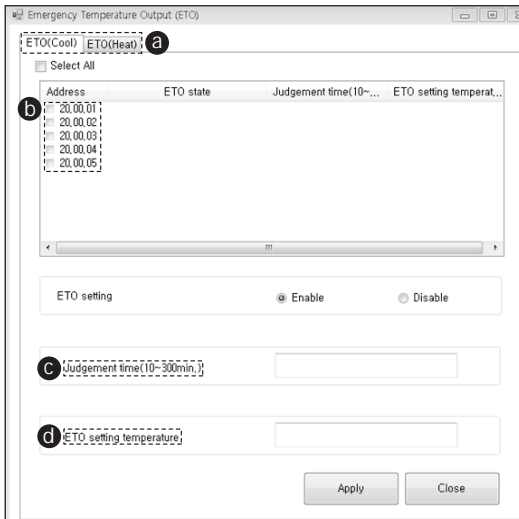 Emergency Temperature Output (ETO)
ETO(Cool) ETO(Heat) a
Select All
Address ETO state Judgement time(10~... ETO setting temperat...
b 20,00,01
20,00,02
20,00,03
20,00,04
20,00,05
ETO setting Enable Disable
c Judgement time(10~300min,)
d ETO setting temperature
Apply Close